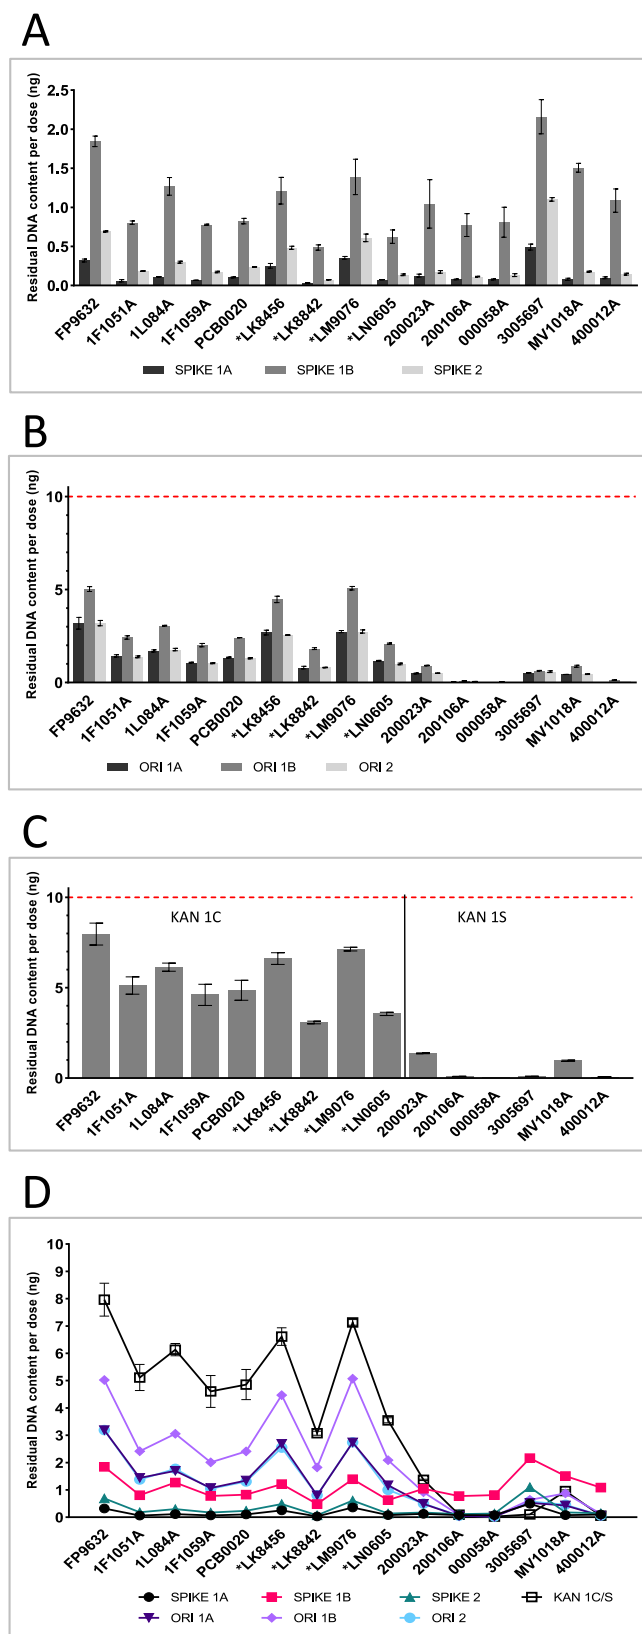 A
Residual DNA content per dose (ng)
2.5
2.0
1.5
1.0
0.5
0.0
FP9632 1F1051A 1L084A 1F1059A PCB0020 *LK8456 *LK8842 *LM9076 *LN0605 200023A 200106A 000058A 3005697 MV1018A 400012A
SPIKE 1A SPIKE 1B SPIKE 2
B
Residual DNA content per dose (ng)
10
5
0
FP9632 1F1051A 1L084A 1F1059A PCB0020 *LK8456 *LK8842 *LM9076 *LN0605 200023A 200106A 000058A 3005697 MV1018A 400012A
ORI 1A ORI 1B ORI 2
C
Residual DNA content per dose (ng)
10
KAN 1C KAN 1S
5
0
FP9632 1F1051A 1L084A 1F1059A PCB0020 *LK8456 *LK8842 *LM9076 *LN0605 200023A 200106A 000058A 3005697 MV1018A 400012A
D
Residual DNA content per dose (ng)
10
9
8
7
6
5
4
3
2
1
0
FP9632 1F1051A 1L084A 1F1059A PCB0020 *LK8456 *LK8842 *LM9076 *LN0605 200023A 200106A 000058A 3005697 MV1018A 400012A
SPIKE 1A SPIKE 1B SPIKE 2 KAN 1C/S
ORI 1A ORI 1B ORI 2